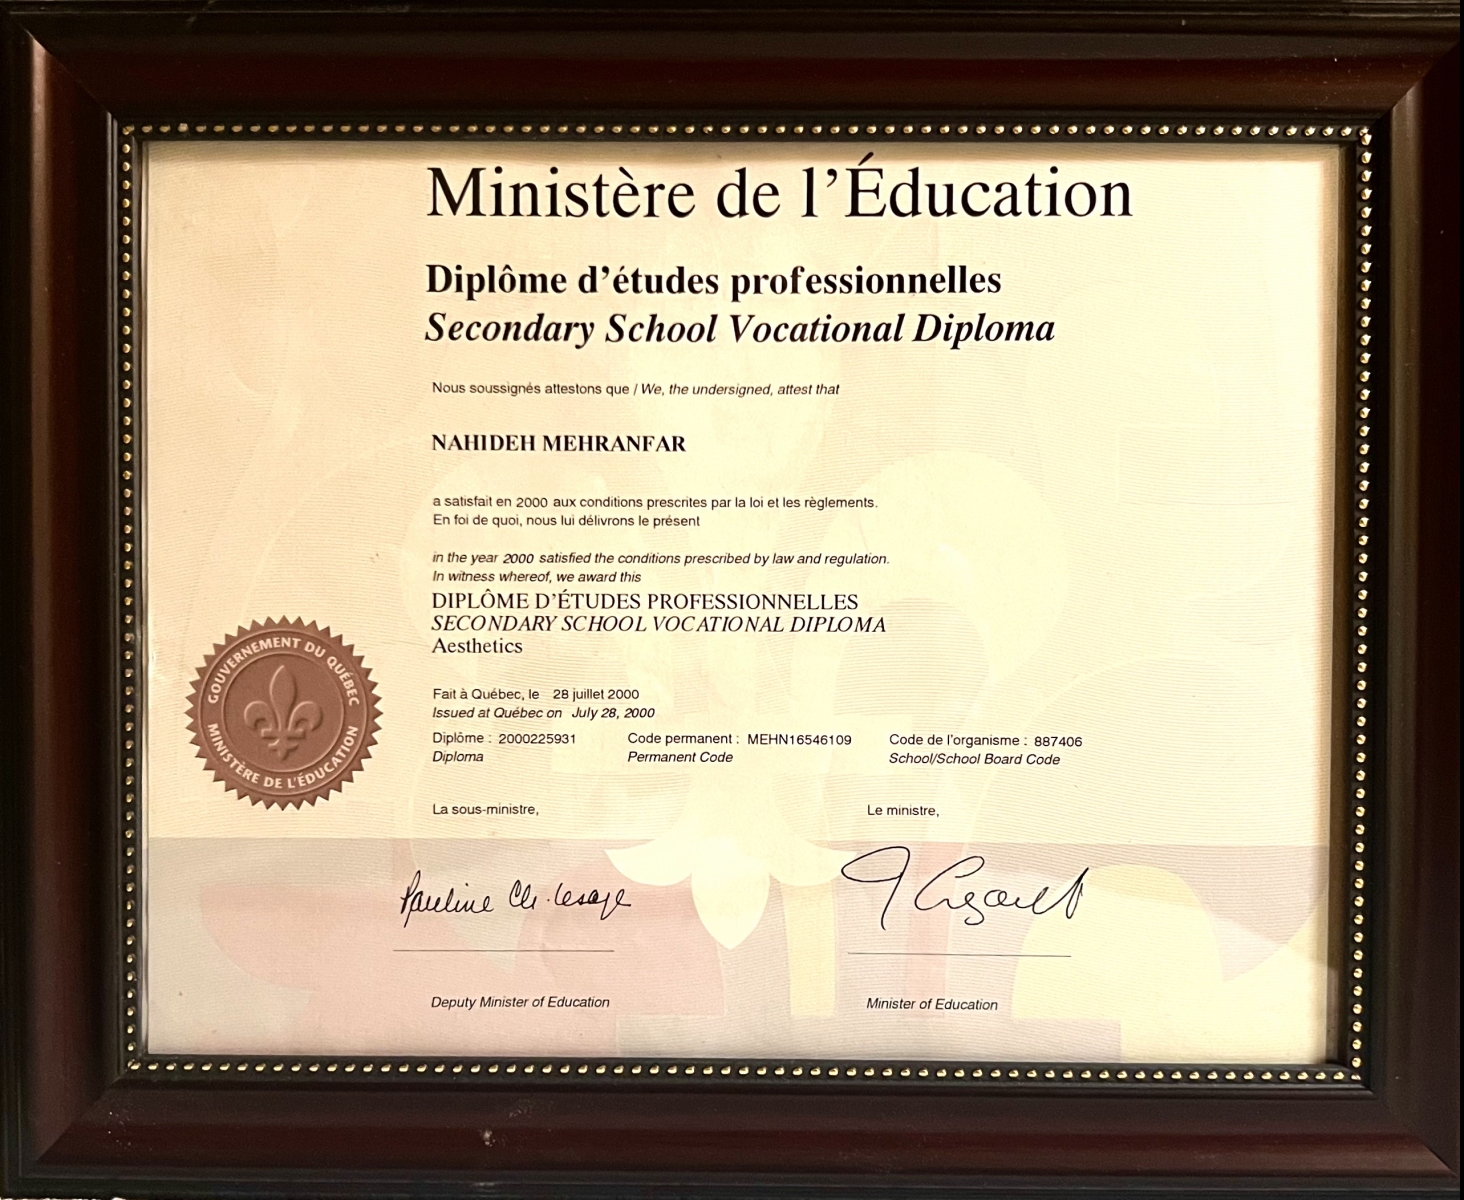 Ministère de l'Éducation
Diplôme d'études professionnelles
Secondary School Vocational Diploma
Nous soussignés attestons que / We, the undersigned, attest that
NAHIDEH MEHRANFAR
a satisfait en 2000 aux conditions prescrites par la loi et les règlements.
En foi de quoi, nous lui délivrons le présent
in the year 2000 satisfied the conditions prescribed by law and regulation.
In witness whereof, we award this
DIPLÔME D'ÉTUDES PROFESSIONNELLES
SECONDARY SCHOOL VOCATIONAL DIPLOMA
Aesthetics
GOUVERNEMENT DU QUÉBEC
MINISTÈRE DE L'ÉDUCATION
Fait à Québec, le 28 juillet 2000
Issued at Québec on July 28, 2000
Diplôme : 2000225931 Code permanent : MEHN16546109 Code de l'organisme : 887406
Diploma Permanent Code School/School Board Code
La sous-ministre, Le ministre,
Pauline Ch. Lesage
Deputy Minister of Education Minister of Education